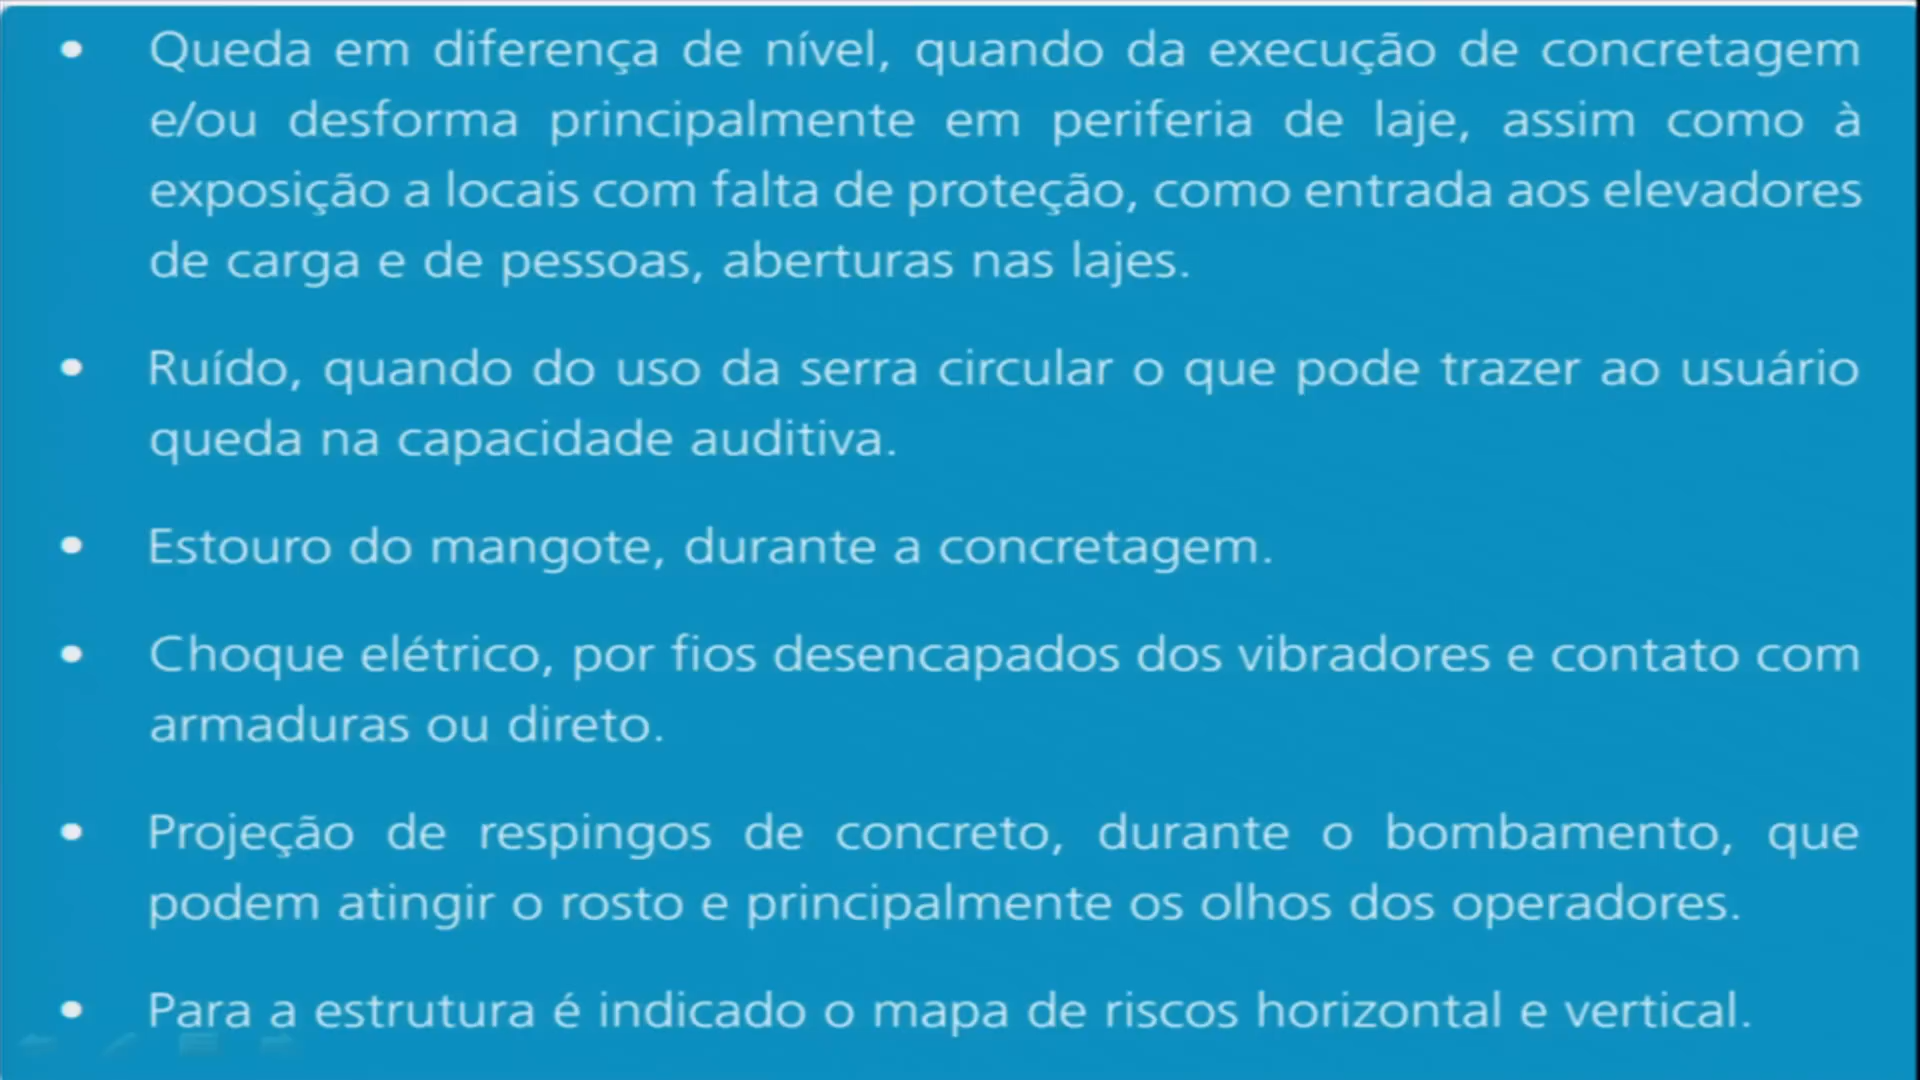 • Queda em diferença de nível, quando da execução de concretagem
e/ou desforma principalmente em periferia de laje, assim como à
exposição a locais com falta de proteção, como entrada aos elevadores
de carga e de pessoas, aberturas nas lajes.
• Ruído, quando do uso da serra circular o que pode trazer ao usuário
queda na capacidade auditiva.
• Estouro do mangote, durante a concretagem.
• Choque elétrico, por fios desencapados dos vibradores e contato com
armaduras ou direto.
• Projeção de respingos de concreto, durante o bombamento, que
podem atingir o rosto e principalmente os olhos dos operadores.
• Para a estrutura é indicado o mapa de riscos horizontal e vertical.